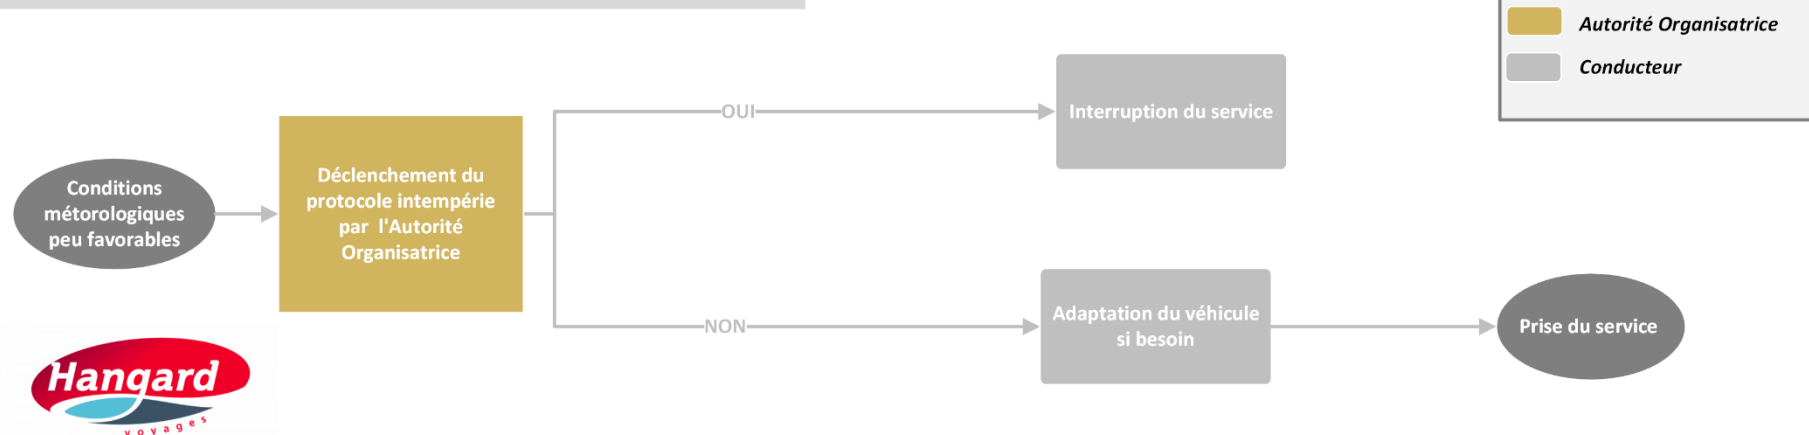 Autorité Organisatrice
Conducteur
OUI
Interruption du service
Conditions
métorologiques
peu favorables
Déclenchement du
protocole intempérie
par l'Autorité
Organisatrice
NON
Adaptation du véhicule
si besoin
Prise du service
Hangard
voyages